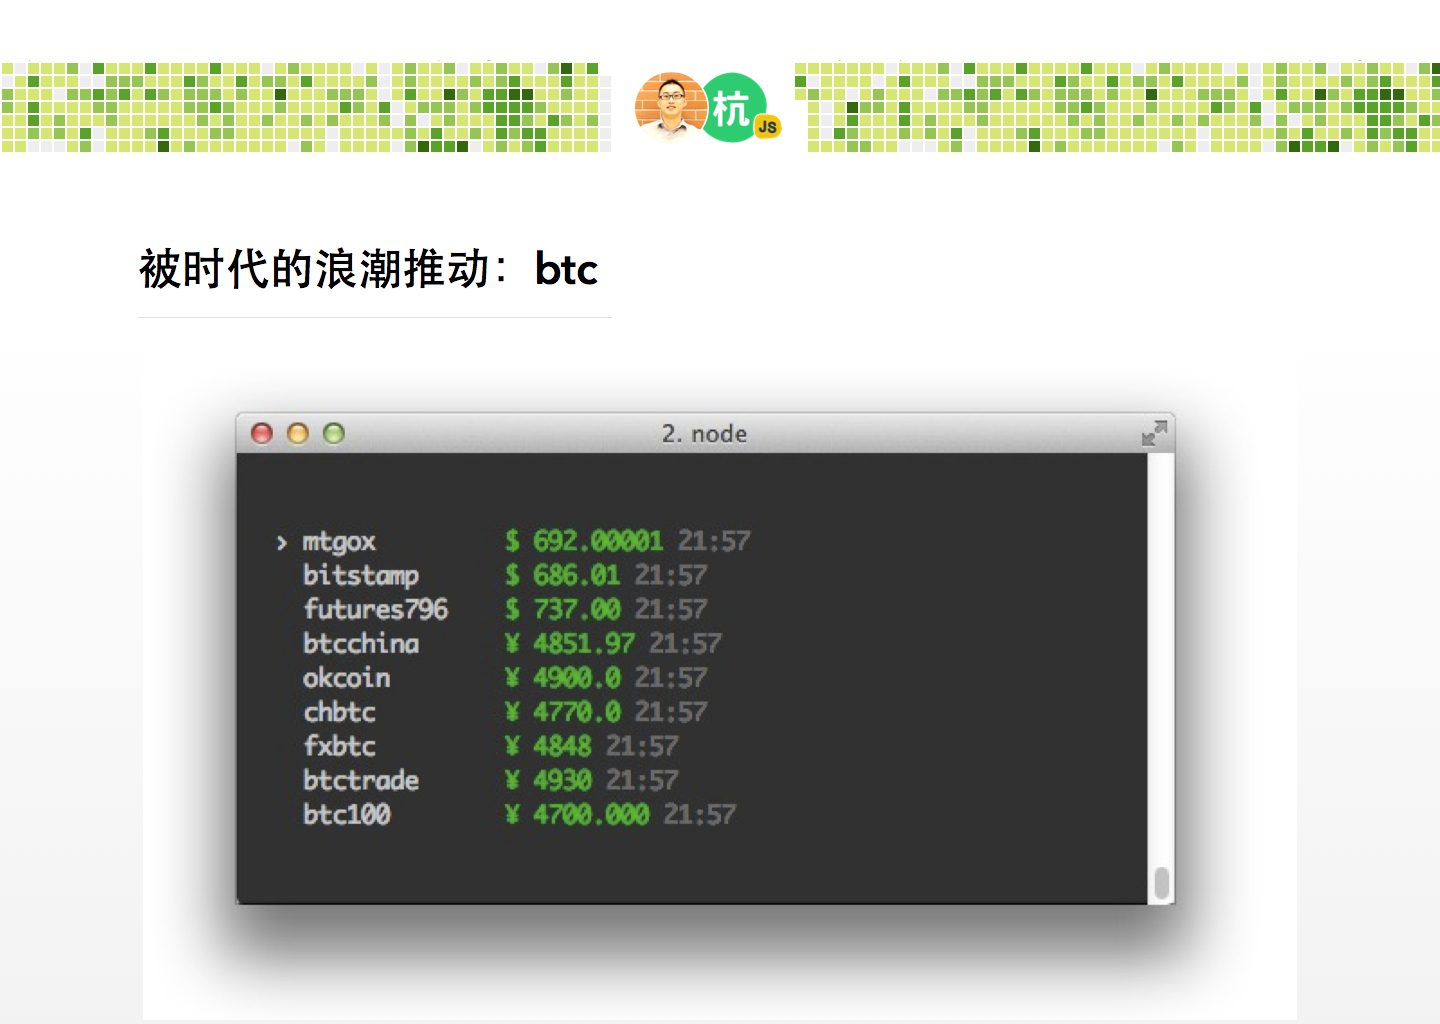 杭
JS
被时代的浪潮推动：btc
2. node
› mtgox $ 692.00001 21:57
bitstamp $ 686.01 21:57
futures796 $ 737.00 21:57
btcchina ¥ 4851.97 21:57
okcoin ¥ 4900.0 21:57
chbtc ¥ 4770.0 21:57
fxbtc ¥ 4848 21:57
btctrade ¥ 4930 21:57
btc100 ¥ 4700.000 21:57